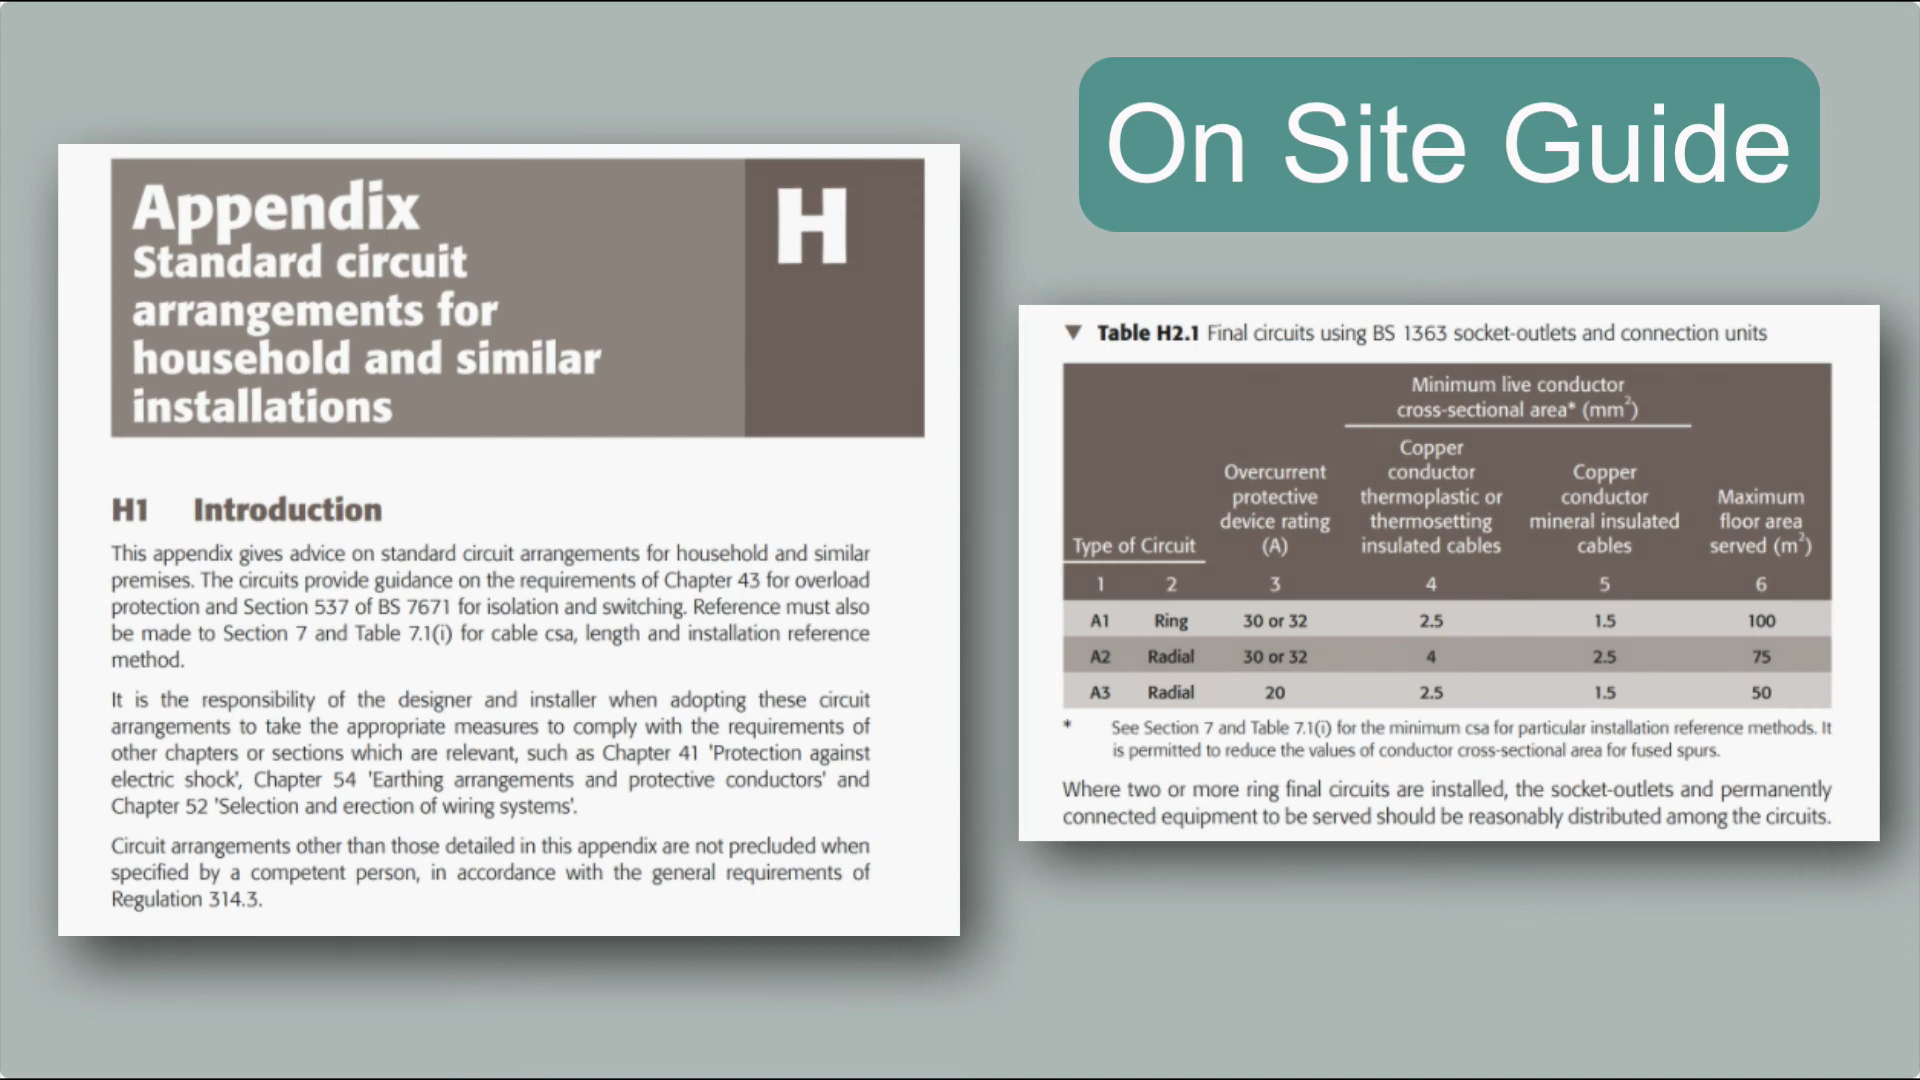 On Site Guide
Appendix
H
Standard circuit
arrangements for
household and similar
installations
H1 Introduction
This appendix gives advice on standard circuit arrangements for household and similar
premises. The circuits provide guidance on the requirements of Chapter 43 for overload
protection and Section 537 of BS 7671 for isolation and switching. Reference must also
be made to Section 7 and Table 7.1(i) for cable csa, length and installation reference
method.
It is the responsibility of the designer and installer when adopting these circuit
arrangements to take the appropriate measures to comply with the requirements of
other chapters or sections which are relevant, such as Chapter 41 'Protection against
electric shock', Chapter 54 'Earthing arrangements and protective conductors' and
Chapter 52 'Selection and erection of wiring systems'.
Circuit arrangements other than those detailed in this appendix are not precluded when
specified by a competent person, in accordance with the general requirements of
Regulation 314.3.
▼ Table H2.1 Final circuits using BS 1363 socket-outlets and connection units
Minimum live conductor
cross-sectional area* (mm²)
Type of Circuit
Overcurrent
protective
device rating
(A)
Copper
conductor
thermoplastic or
thermosetting
insulated cables
Copper
conductor
mineral insulated
cables
Maximum
floor area
served (m²)
1 2 3 4 5 6
A1 Ring 30 or 32 2.5 1.5 100
A2 Radial 30 or 32 4 2.5 75
A3 Radial 20 2.5 1.5 50
* See Section 7 and Table 7.1(i) for the minimum csa for particular installation reference methods. It
is permitted to reduce the values of conductor cross-sectional area for fused spurs.
Where two or more ring final circuits are installed, the socket-outlets and permanently
connected equipment to be served should be reasonably distributed among the circuits.